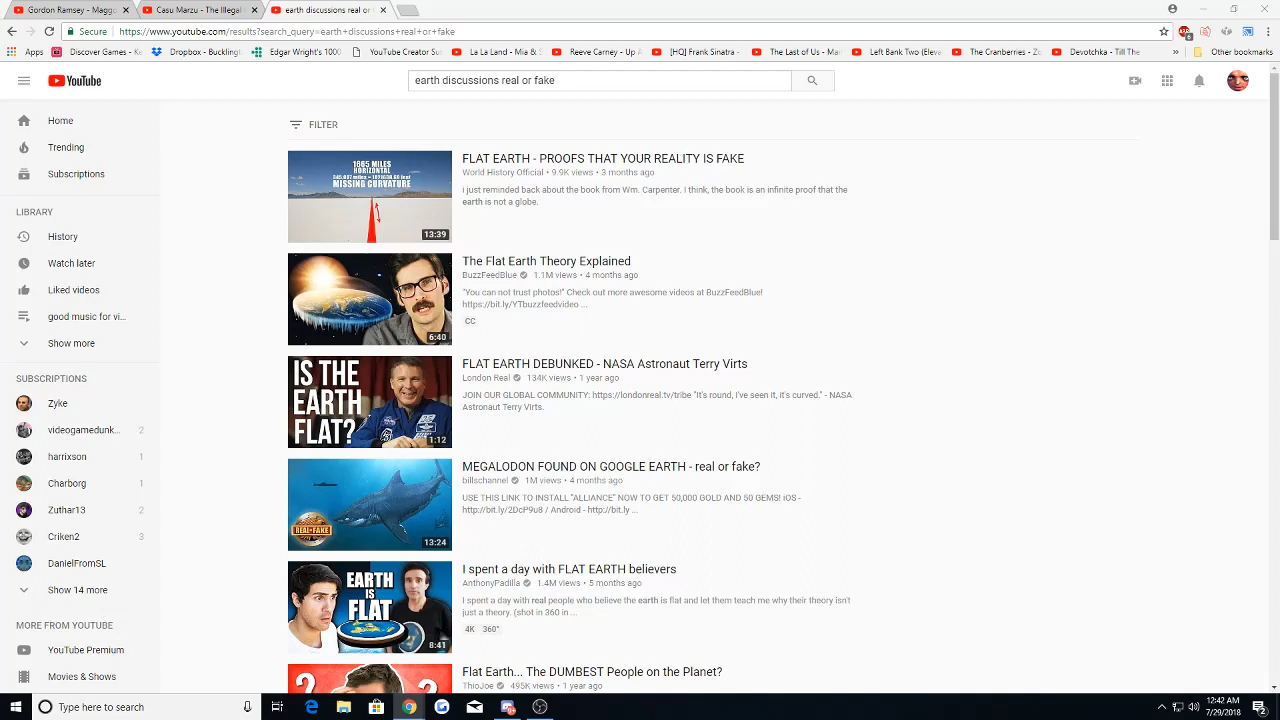 Gordon Ramsey - Maggo
Casu Marzu - The Illegal
earth discussions real or
Secure
https://www.youtube.com/results?search_query=earth+discussions+real+or+fake
Apps
Discover Games - Ke
Dropbox - Bucklingt
Edgar Wright's 1000
YouTube Creator Su
La La Land - Mia & S
Reeve Carney - Up A
[HQ] Frank Sinatra -
The Last of Us - Mai
Left Bank Two (Eleva
The Cranberries - Zo
Devotchka - Till The
»
Other bookmarks
YouTube
earth discussions real or fake
Home
Trending
Subscriptions
LIBRARY
History
Watch later
Liked videos
good music for vi...
Show more
SUBSCRIPTIONS
Zyke
videogamedunk... 2
harrixson 1
Charborg 1
Zuthar13 2
Criken2 3
DanielFromSL
Show 14 more
MORE FROM YOUTUBE
YouTube Premium
Movies & Shows
FILTER
1665 MILES
HORIZONTAL
MISSING CURVATURE
13:39
FLAT EARTH - PROOFS THAT YOUR REALITY IS FAKE
World History Official • 9.9K views • 3 months ago
i just reminded back about the book from Wm. Carpenter. i think, the book is an infinite proof that the
earth is not a globe.
6:40
The Flat Earth Theory Explained
BuzzFeedBlue 1.1M views • 4 months ago
"You can not trust photos!" Check out more awesome videos at BuzzFeedBlue!
https://bit.ly/YTbuzzfeedvideo ...
CC
IS THE
EARTH
FLAT?
1:12
FLAT EARTH DEBUNKED - NASA Astronaut Terry Virts
London Real 134K views • 1 year ago
JOIN OUR GLOBAL COMMUNITY: https://londonreal.tv/tribe "It's round, I've seen it, it's curved." - NASA
Astronaut Terry Virts.
REAL or FAKE
13:24
MEGALODON FOUND ON GOOGLE EARTH - real or fake?
billschannel 1M views • 4 months ago
USE THIS LINK TO INSTALL "ALLIANCE" NOW TO GET 50,000 GOLD AND 50 GEMS! iOS -
http://bit.ly/2DcP9u8 / Android - http://bit.ly ...
EARTH
IS
FLAT
8:41
I spent a day with FLAT EARTH believers
AnthonyPadilla 1.4M views • 5 months ago
I spent a day with real people who believe the earth is flat and let them teach me why their theory isn't
just a theory. (shot in 360 in ...
4K 360°
? ?
Flat Earth... The DUMBEST People on the Planet?
ThioJoe 495K views • 1 year ago
Type here to search
12:42 AM
7/29/2018
2